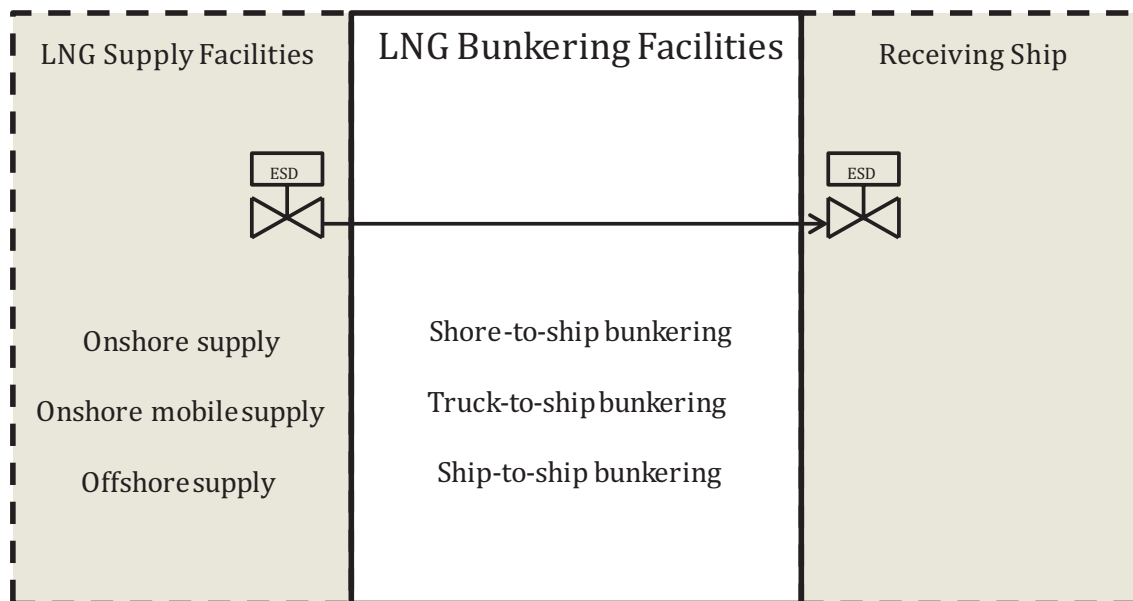 LNG Supply Facilities
LNG Bunkering Facilities
Receiving Ship
ESD
ESD
Onshore supply
Shore-to-ship bunkering
Onshore mobile supply
Truck-to-ship bunkering
Offshore supply
Ship-to-ship bunkering